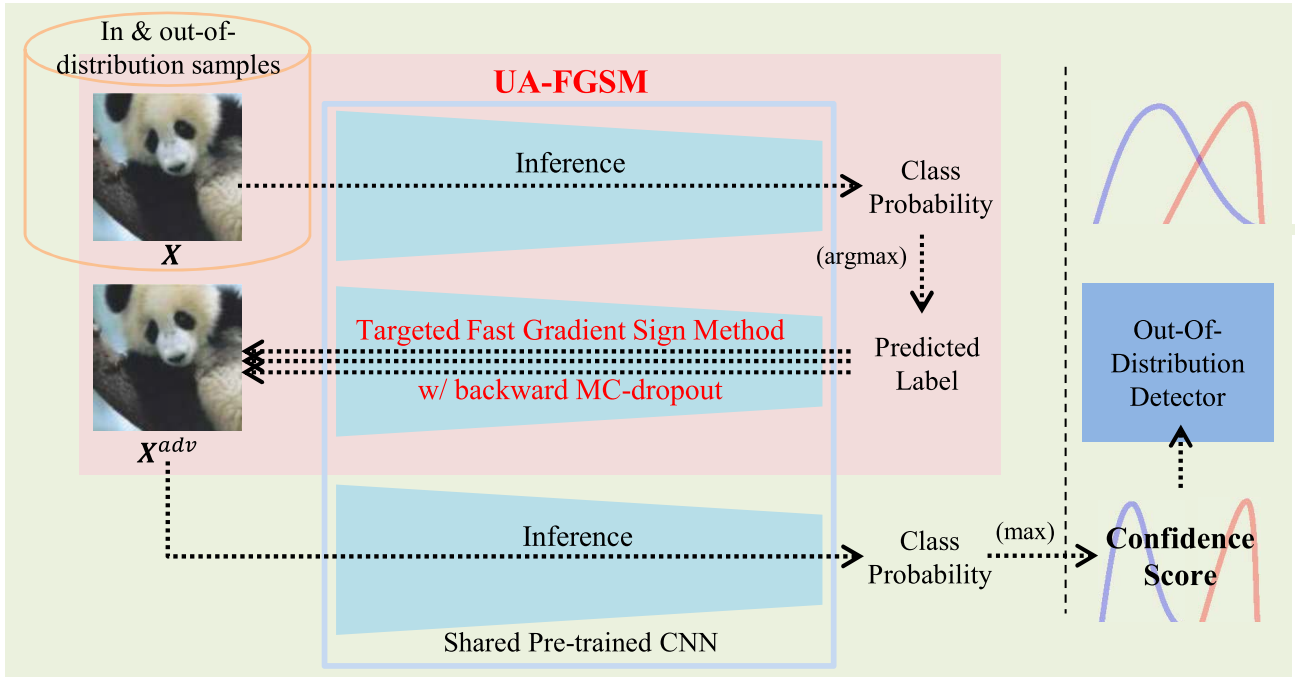 In & out-of-
distribution samples
UA-FGSM
Inference
Class
Probability
X
(argmax)
Targeted Fast Gradient Sign Method
w/ backward MC-dropout
Predicted
Label
Out-Of-
Distribution
Detector
X^adv
Inference
Class
Probability
(max)
Confidence
Score
Shared Pre-trained CNN